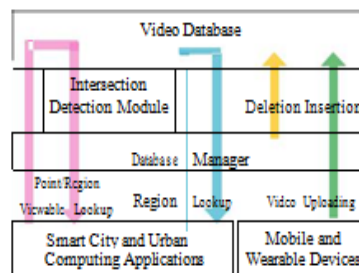 Video Database
Intersection
Detection Module
Deletion Insertion
Database Manager
Point/Region
Viewable Lookup
Region Lookup
Video Uploading
Smart City and Urban
Computing Applications
Mobile and
Wearable Devices